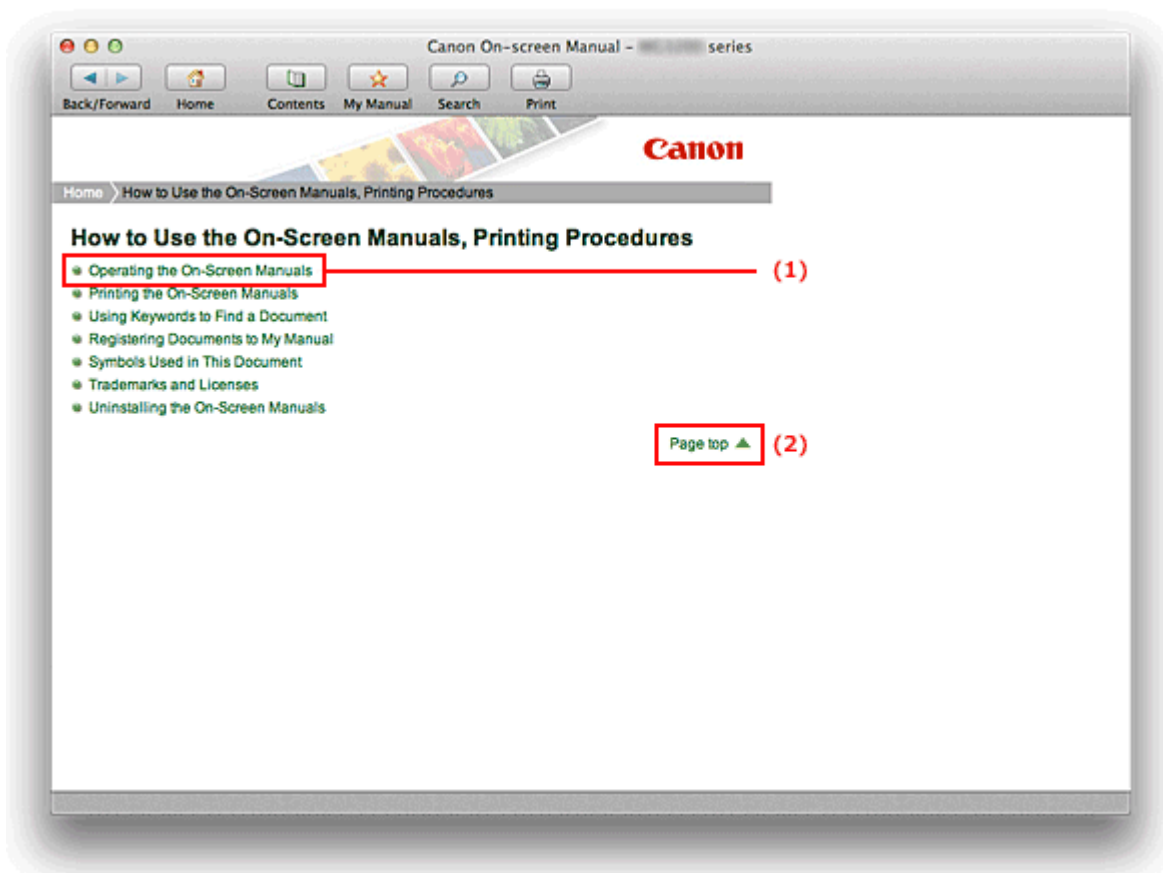 Canon On-screen Manual - series
Back/Forward Home Contents My Manual Search Print
Canon
Home How to Use the On-Screen Manuals, Printing Procedures
How to Use the On-Screen Manuals, Printing Procedures
Operating the On-Screen Manuals (1)
Printing the On-Screen Manuals
Using Keywords to Find a Document
Registering Documents to My Manual
Symbols Used in This Document
Trademarks and Licenses
Uninstalling the On-Screen Manuals
Page top (2)